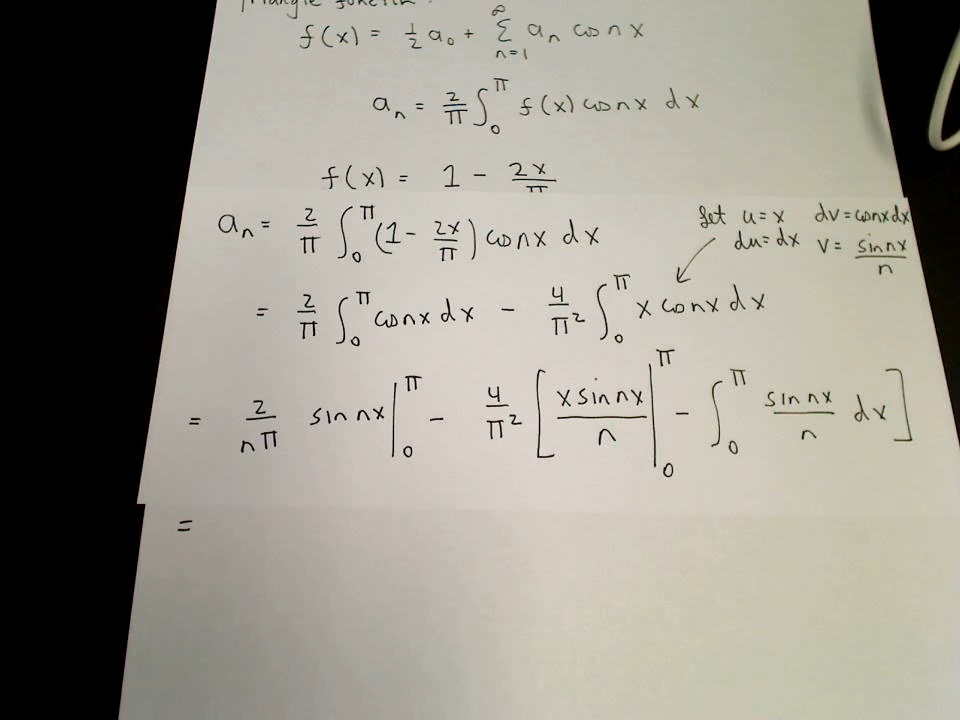 Triangle function:
f(x) = ½ a₀ + ∑_{n=1}^{∞} aₙ cos nx
aₙ = 2/π ∫₀^π f(x) cos nx dx
f(x) = 1 - 2x/π
aₙ = 2/π ∫₀^π (1 - 2x/π) cos nx dx
let u = x dv = cos nx dx
du = dx v = sin nx/n
= 2/π ∫₀^π cos nx dx - 4/π² ∫₀^π x cos nx dx
= 2/nπ sin nx |₀^π - 4/π² [ x sin nx/n |₀^π - ∫₀^π sin nx/n dx ]
=